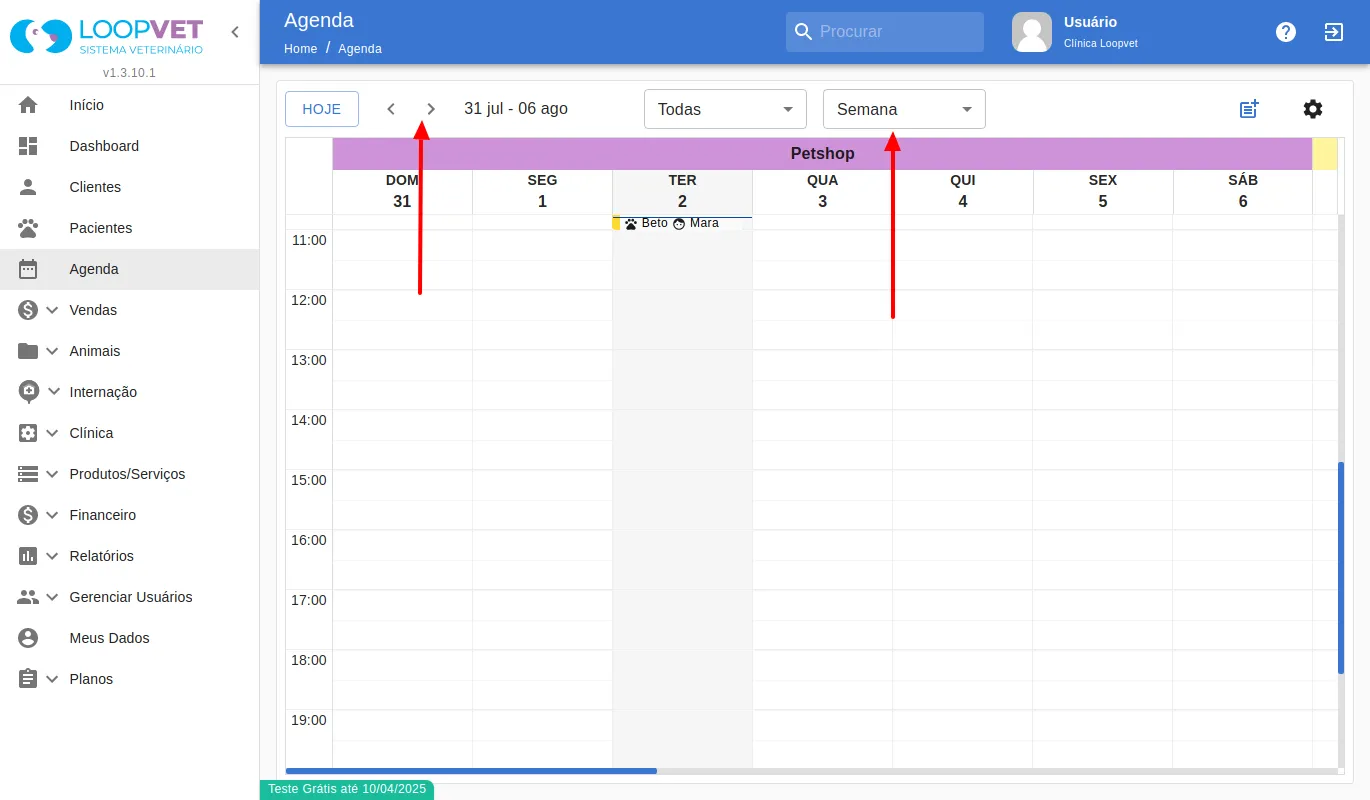 LOOPVET
SISTEMA VETERINÁRIO
v1.3.10.1
Início
Dashboard
Clientes
Pacientes
Agenda
Vendas
Animais
Internação
Clínica
Produtos/Serviços
Financeiro
Relatórios
Gerenciar Usuários
Meus Dados
Planos
Agenda
Home / Agenda
Procurar
Usuário
Clínica Loopvet
HOJE
31 jul - 06 ago
Todas
Semana
Petshop
DOM SEG TER QUA QUI SEX SÁB
31 1 2 3 4 5 6
Beto Mara
11:00
12:00
13:00
14:00
15:00
16:00
17:00
18:00
19:00
Teste Grátis até 10/04/2025